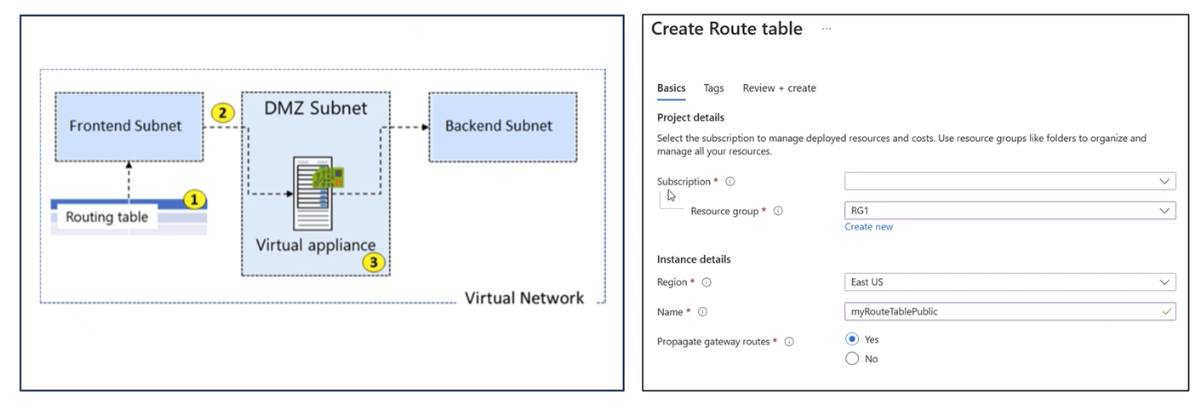 Frontend Subnet
2
DMZ Subnet
Backend Subnet
1
Routing table
Virtual appliance
3
Virtual Network
Create Route table ...
Basics Tags Review + create
Project details
Select the subscription to manage deployed resources and costs. Use resource groups like folders to organize and
manage all your resources.
Subscription *
Resource group * RG1
Create new
Instance details
Region * East US
Name * myRouteTablePublic
Propagate gateway routes * Yes
No